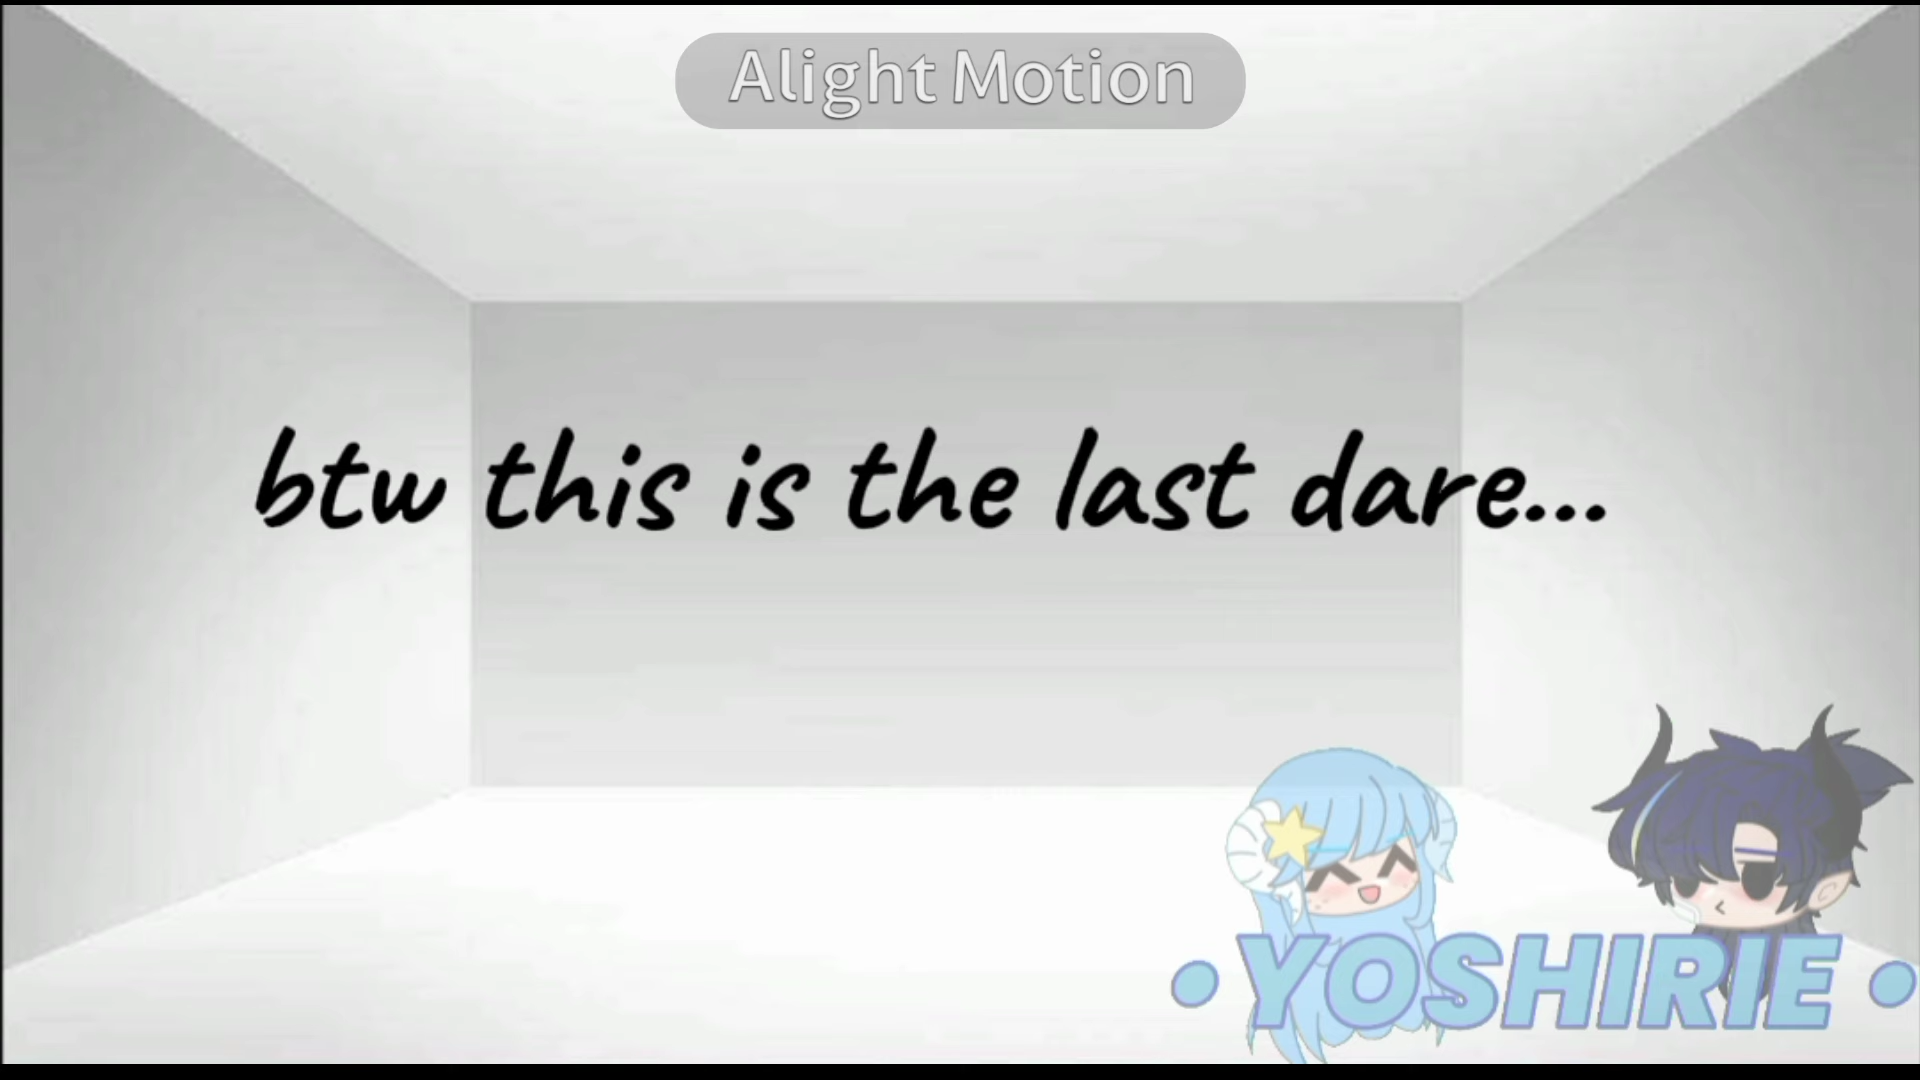 Alight Motion
btw this is the last dare...
• YOSHIRIE •